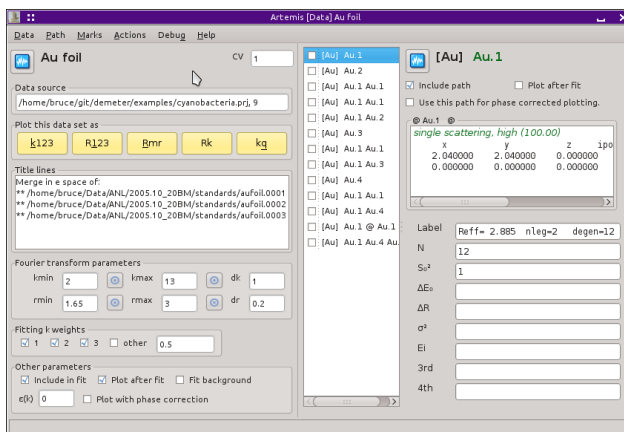 Artemis [Data] Au foil
Data Path Marks Actions Debug Help
Au foil
CV 1
Data source
/home/bruce/git/demeter/examples/cyanobacteria.prj, 9
Plot this data set as
k123 R123 Rmr Rk kq
Title lines
Merge in e space of:
** /home/bruce/Data/ANL/2005.10_20BM/standards/aufoil.0001
** /home/bruce/Data/ANL/2005.10_20BM/standards/aufoil.0002
** /home/bruce/Data/ANL/2005.10_20BM/standards/aufoil.0003
Fourier transform parameters
kmin 2 kmax 13 dk 1
rmin 1.65 rmax 3 dr 0.2
Fitting k weights
1 2 3 other 0.5
Other parameters
Include in fit Plot after fit Fit background
ε(k) 0 Plot with phase correction
[Au] Au.1
[Au] Au.2
[Au] Au.1 Au.1
[Au] Au.1 Au.1
[Au] Au.1 Au.2
[Au] Au.3
[Au] Au.1 Au.1
[Au] Au.1 Au.3
[Au] Au.4
[Au] Au.1 Au.1
[Au] Au.1 Au.4
[Au] Au.1 @ Au.1
[Au] Au.1 Au.4 Au.
[Au] Au.1
Include path Plot after fit
Use this path for phase corrected plotting.
@ Au.1 @
single scattering, high (100.00)
x y z ipo
2.040000 2.040000 0.000000
0.000000 0.000000 0.000000
Label Reff= 2.885 nleg=2 degen=12
N 12
S₀² 1
ΔE₀
ΔR
σ²
Ei
3rd
4th